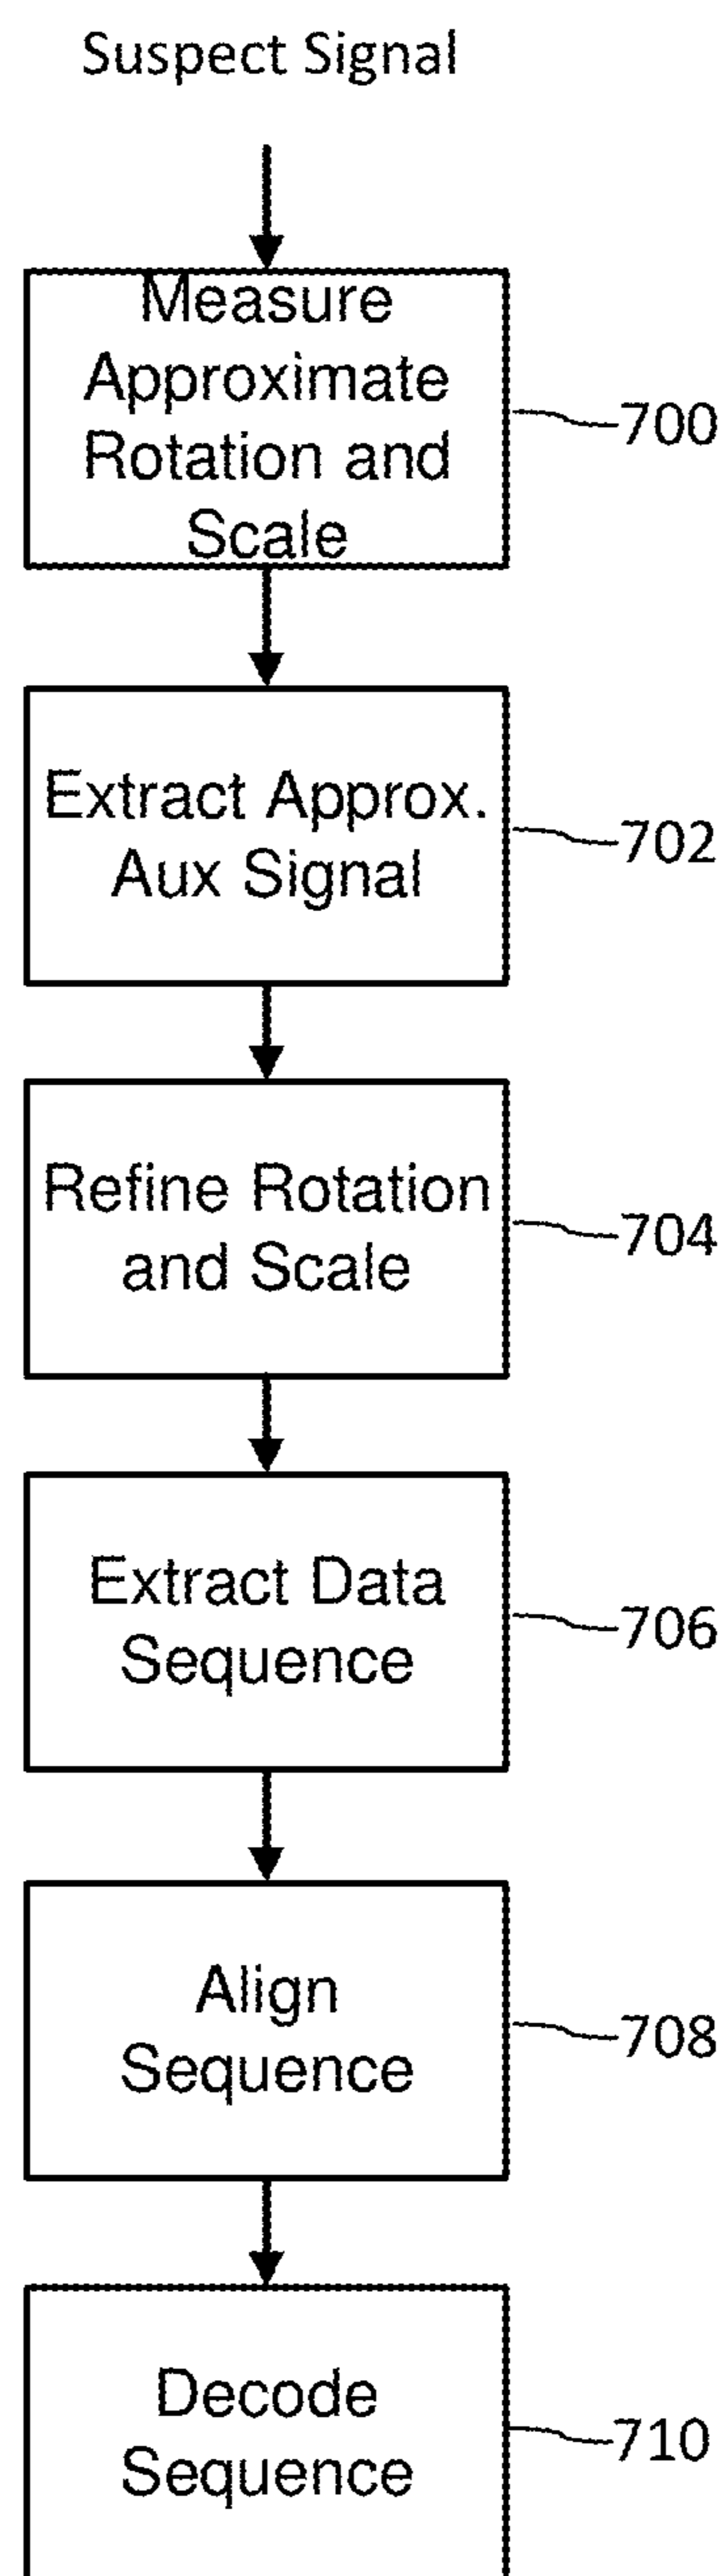 Suspect Signal
Measure
Approximate
Rotation and
Scale
700
Extract Approx.
Aux Signal
702
Refine Rotation
and Scale
704
Extract Data
Sequence
706
Align
Sequence
708
Decode
Sequence
710